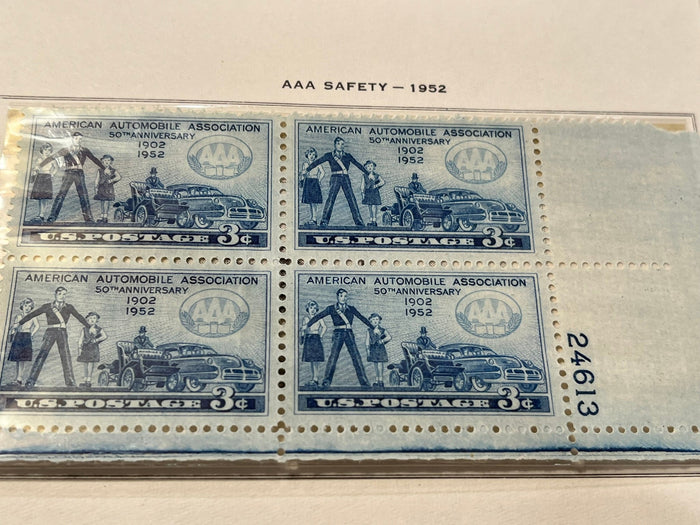 AAA SAFETY — 1952
AMERICAN AUTOMOBILE ASSOCIATION
50TH ANNIVERSARY
1902
1952
AAA
U.S.POSTAGE 3¢
AMERICAN AUTOMOBILE ASSOCIATION
50TH ANNIVERSARY
1902
1952
AAA
U.S.POSTAGE 3¢
AMERICAN AUTOMOBILE ASSOCIATION
50TH ANNIVERSARY
1902
1952
AAA
U.S.POSTAGE 3¢
AMERICAN AUTOMOBILE ASSOCIATION
50TH ANNIVERSARY
1902
1952
AAA
U.S.POSTAGE 3¢
24613